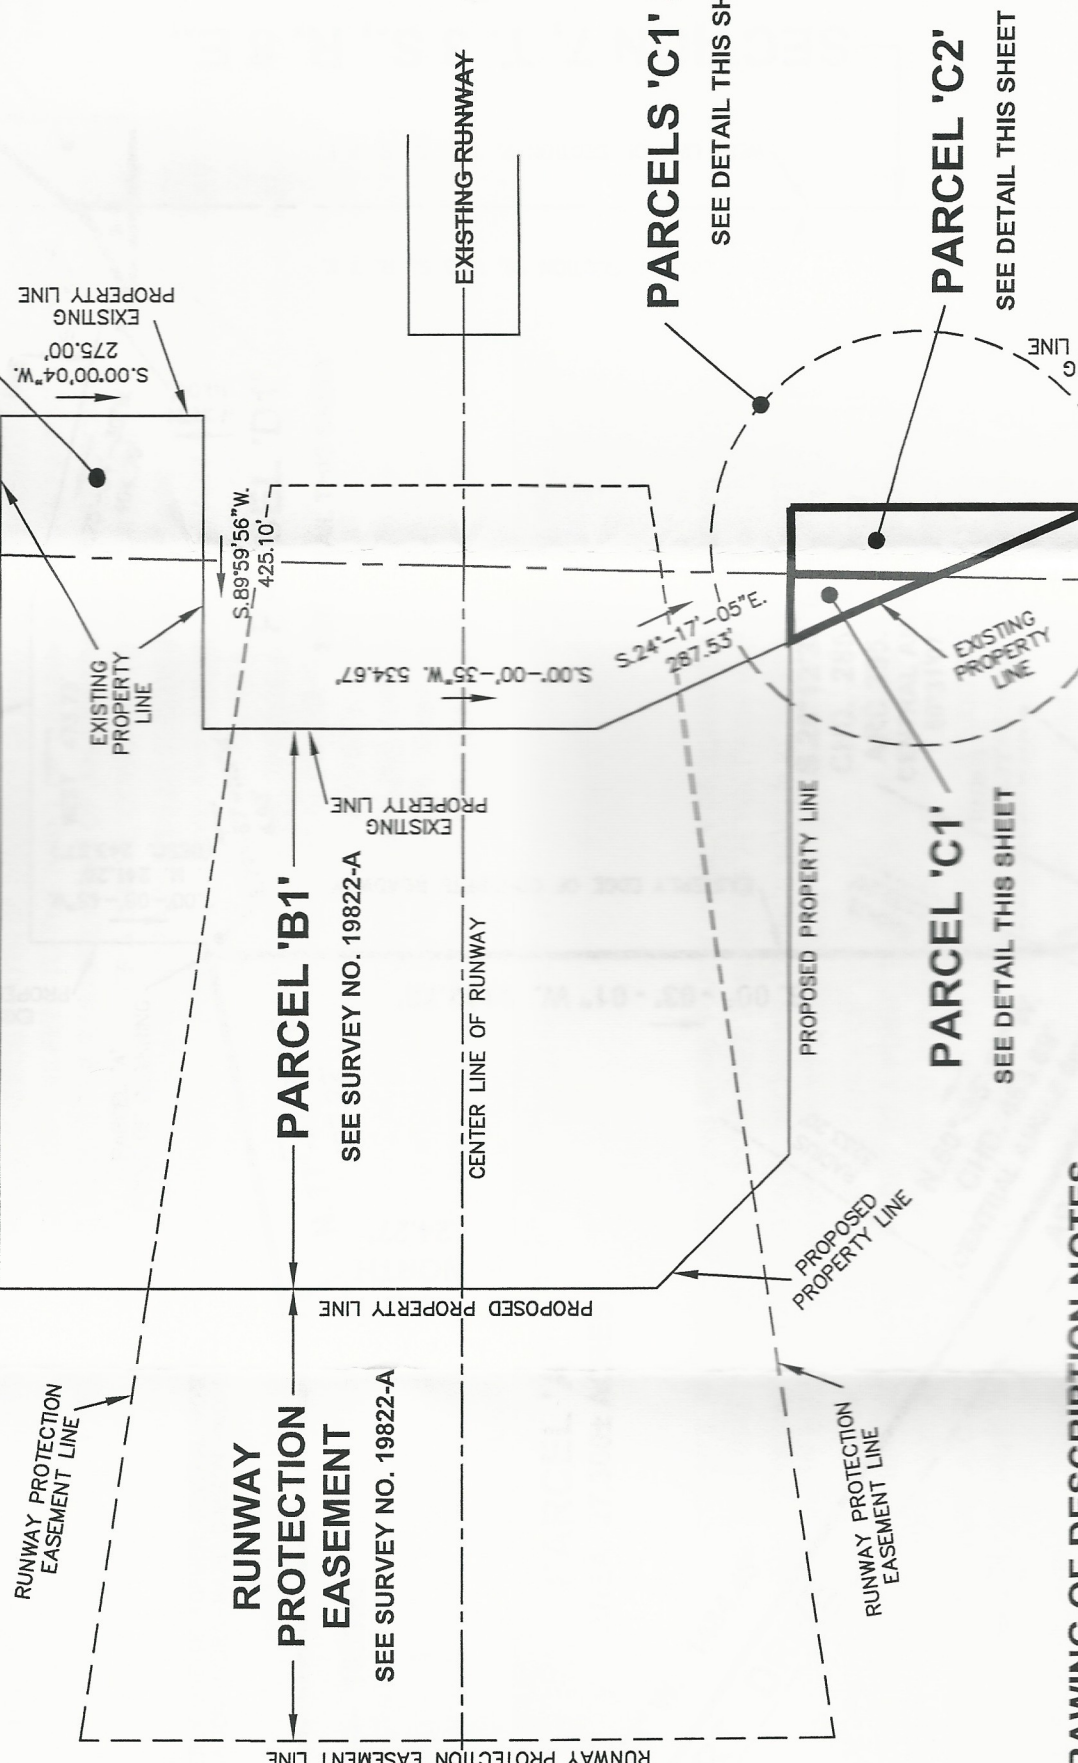 PARCELS 'C1'
SEE DETAIL THIS
PARCEL 'C2'
SEE DETAIL THIS SHEET
EXISTING RUNWAY
EXISTING
PROPERTY LINE
S.00°00'04"W.
275.00'
LINE
S.89°59'56"W.
425.10'
EXISTING
PROPERTY
LINE
S.00°-00'-35"W. 534.67'
S.24°-17'-05"E.
287.53'
EXISTING
PROPERTY
LINE
EXISTING
PROPERTY LINE
PARCEL 'B1'
SEE SURVEY NO. 19822-A
CENTER LINE OF RUNWAY
PROPOSED PROPERTY LINE
PARCEL 'C1'
SEE DETAIL THIS SHEET
PROPOSED
PROPERTY LINE
PROPOSED PROPERTY LINE
RUNWAY PROTECTION
EASEMENT LINE
RUNWAY
PROTECTION
EASEMENT
SEE SURVEY NO. 19822-A
RUNWAY PROTECTION
EASEMENT LINE
RUNWAY PROTECTION EASEMENT LINE
OF DESCRIPTION NOTES